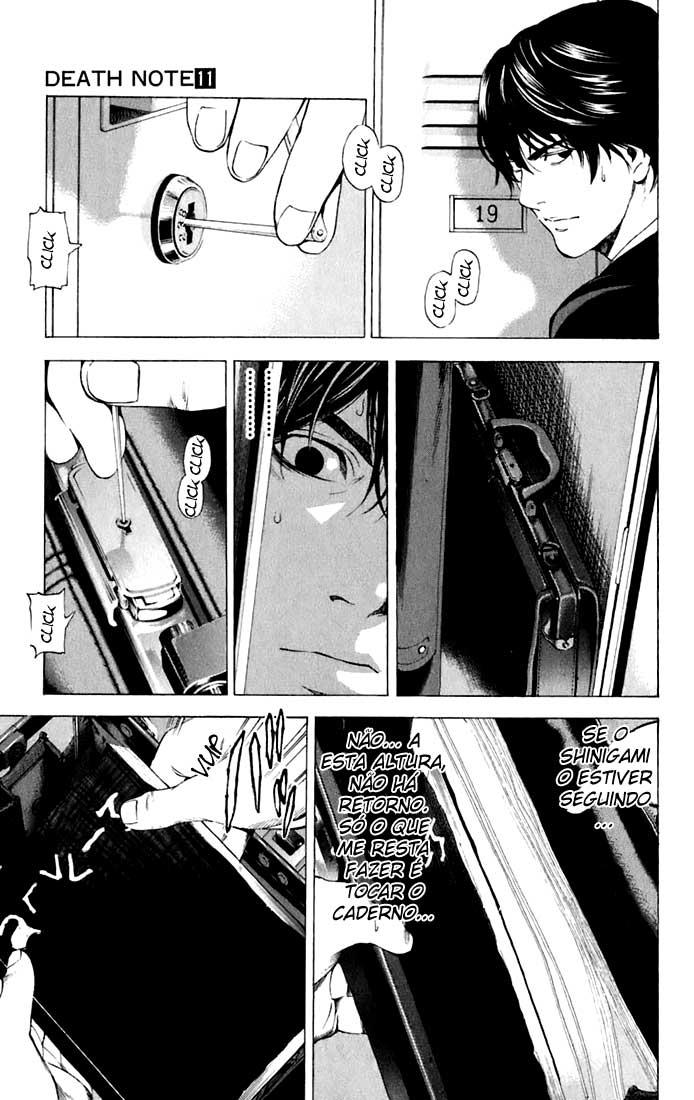 DEATH NOTE 11
CLICK
CLICK
19
CLICK
CLICK
CLICK
CLICK CLICK
CLICK
SE O
SHINIGAMI
O ESTIVER
SEGUINDO
...
NÃO... A
ESTA ALTURA,
NÃO HÁ
RETORNO.
SÓ O QUE
ME RESTA
FAZER É
TOCAR O
CADERNO...
VUP